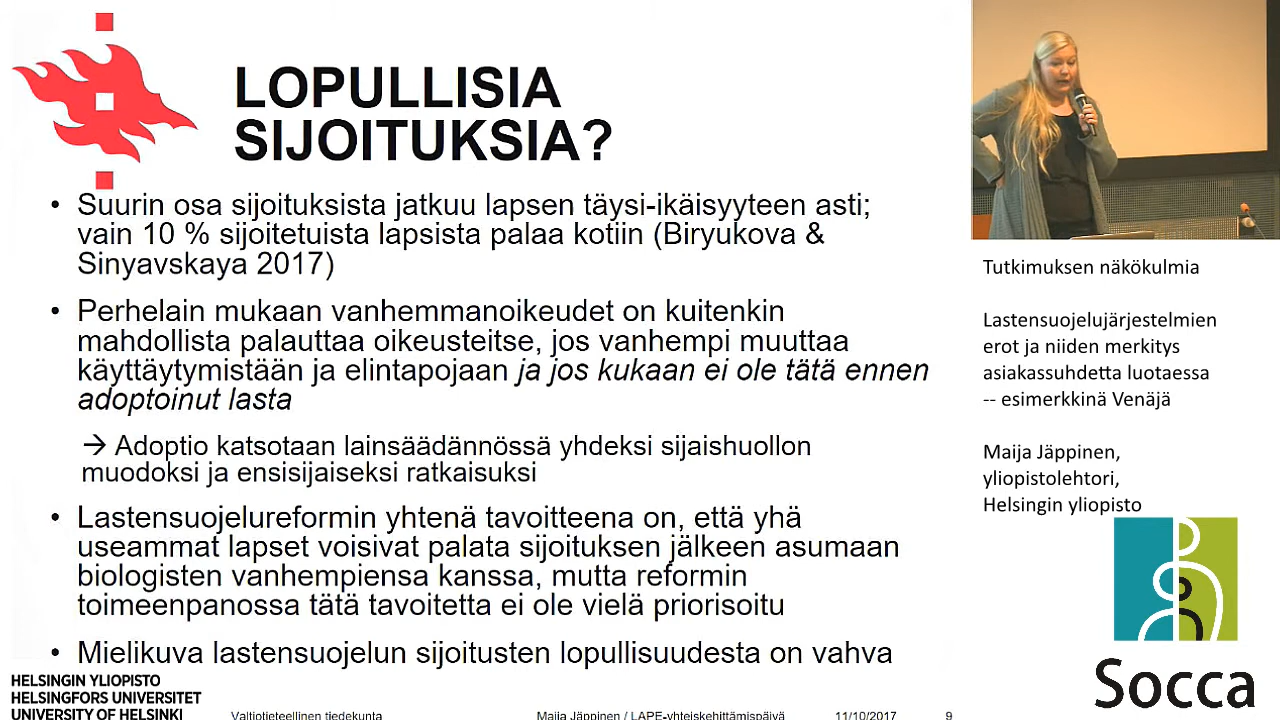 LOPULLISIA
SIJOITUKSIA?
• Suurin osa sijoituksista jatkuu lapsen täysi-ikäisyyteen asti;
vain 10 % sijoitetuista lapsista palaa kotiin (Biryukova &
Sinyavskaya 2017)
• Perhelain mukaan vanhemmanoikeudet on kuitenkin
mahdollista palauttaa oikeusteitse, jos vanhempi muuttaa
käyttäytymistään ja elintapojaan ja jos kukaan ei ole tätä ennen
adoptoinut lasta
→ Adoptio katsotaan lainsäädännössä yhdeksi sijaishuollon
muodoksi ja ensisijaiseksi ratkaisuksi
• Lastensuojelureformin yhtenä tavoitteena on, että yhä
useammat lapset voisivat palata sijoituksen jälkeen asumaan
biologisten vanhempiensa kanssa, mutta reformin
toimeenpanossa tätä tavoitetta ei ole vielä priorisoitu
• Mielikuva lastensuojelun sijoitusten lopullisuudesta on vahva
HELSINGIN YLIOPISTO
HELSINGFORS UNIVERSITET
UNIVERSITY OF HELSINKI
Valtiotieteellinen tiedekunta
Maija Jäppinen / LAPE-yhteiskehittämispäivä
11/10/2017
9
Tutkimuksen näkökulmia
Lastensuojelujärjestelmien
erot ja niiden merkitys
asiakassuhdetta luotaessa
-- esimerkkinä Venäjä
Maija Jäppinen,
yliopistolehtori,
Helsingin yliopisto
Socca